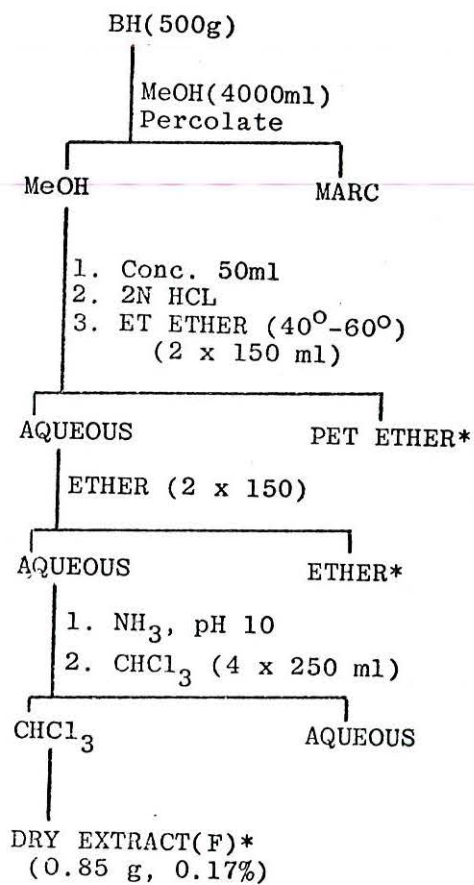 BH(500g)
MeOH(4000ml)
Percolate
MeOH MARC
1. Conc. 50ml
2. 2N HCL
3. ET ETHER (40⁰-60⁰)
(2 x 150 ml)
AQUEOUS PET ETHER*
ETHER (2 x 150)
AQUEOUS ETHER*
1. NH₃, pH 10
2. CHCl₃ (4 x 250 ml)
CHCl₃ AQUEOUS
DRY EXTRACT(F)*
(0.85 g, 0.17%)